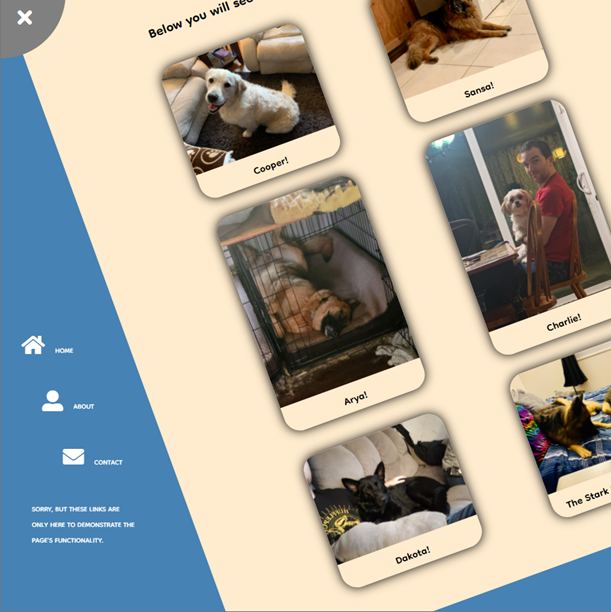 Below you will see
Sansa!
Cooper!
Charlie!
Arya!
The Stark
Dakota!
HOME
ABOUT
CONTACT
SORRY, BUT THESE LINKS ARE
ONLY HERE TO DEMONSTRATE THE
PAGE'S FUNCTIONALITY.